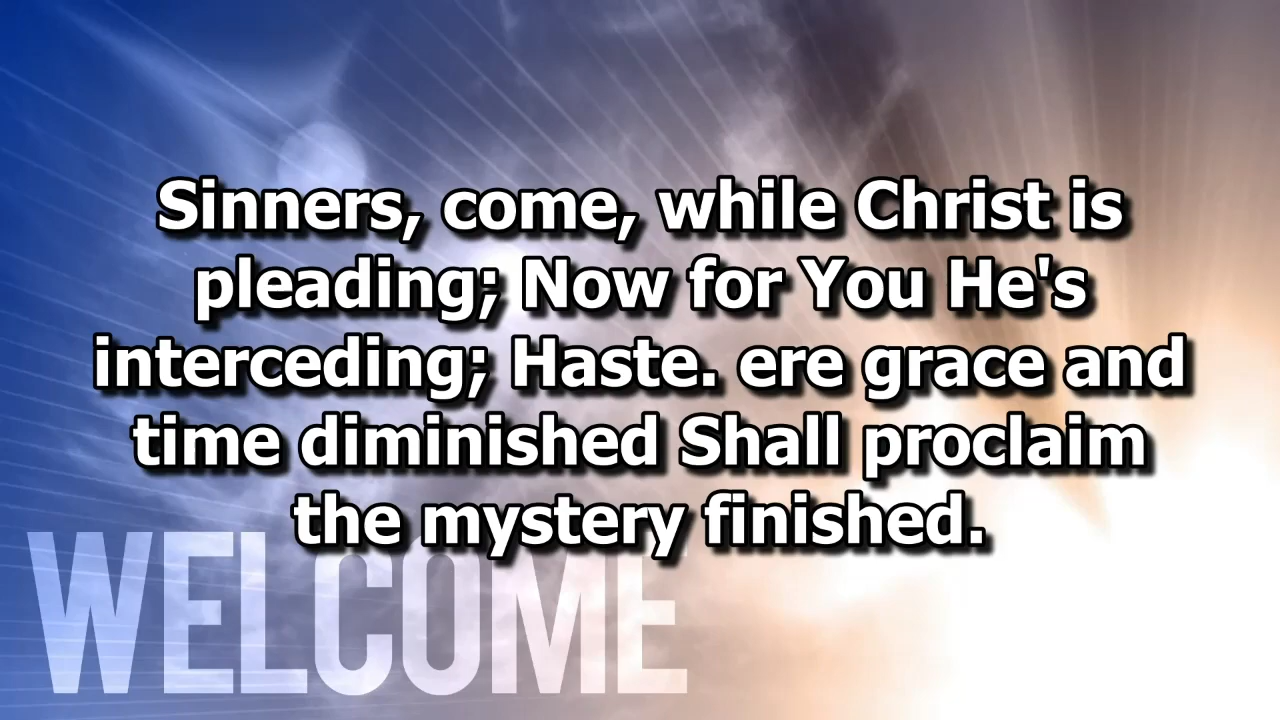 Sinners, come, while Christ is
pleading; Now for You He's
interceding; Haste. ere grace and
time diminished Shall proclaim
the mystery finished.
WELCOME